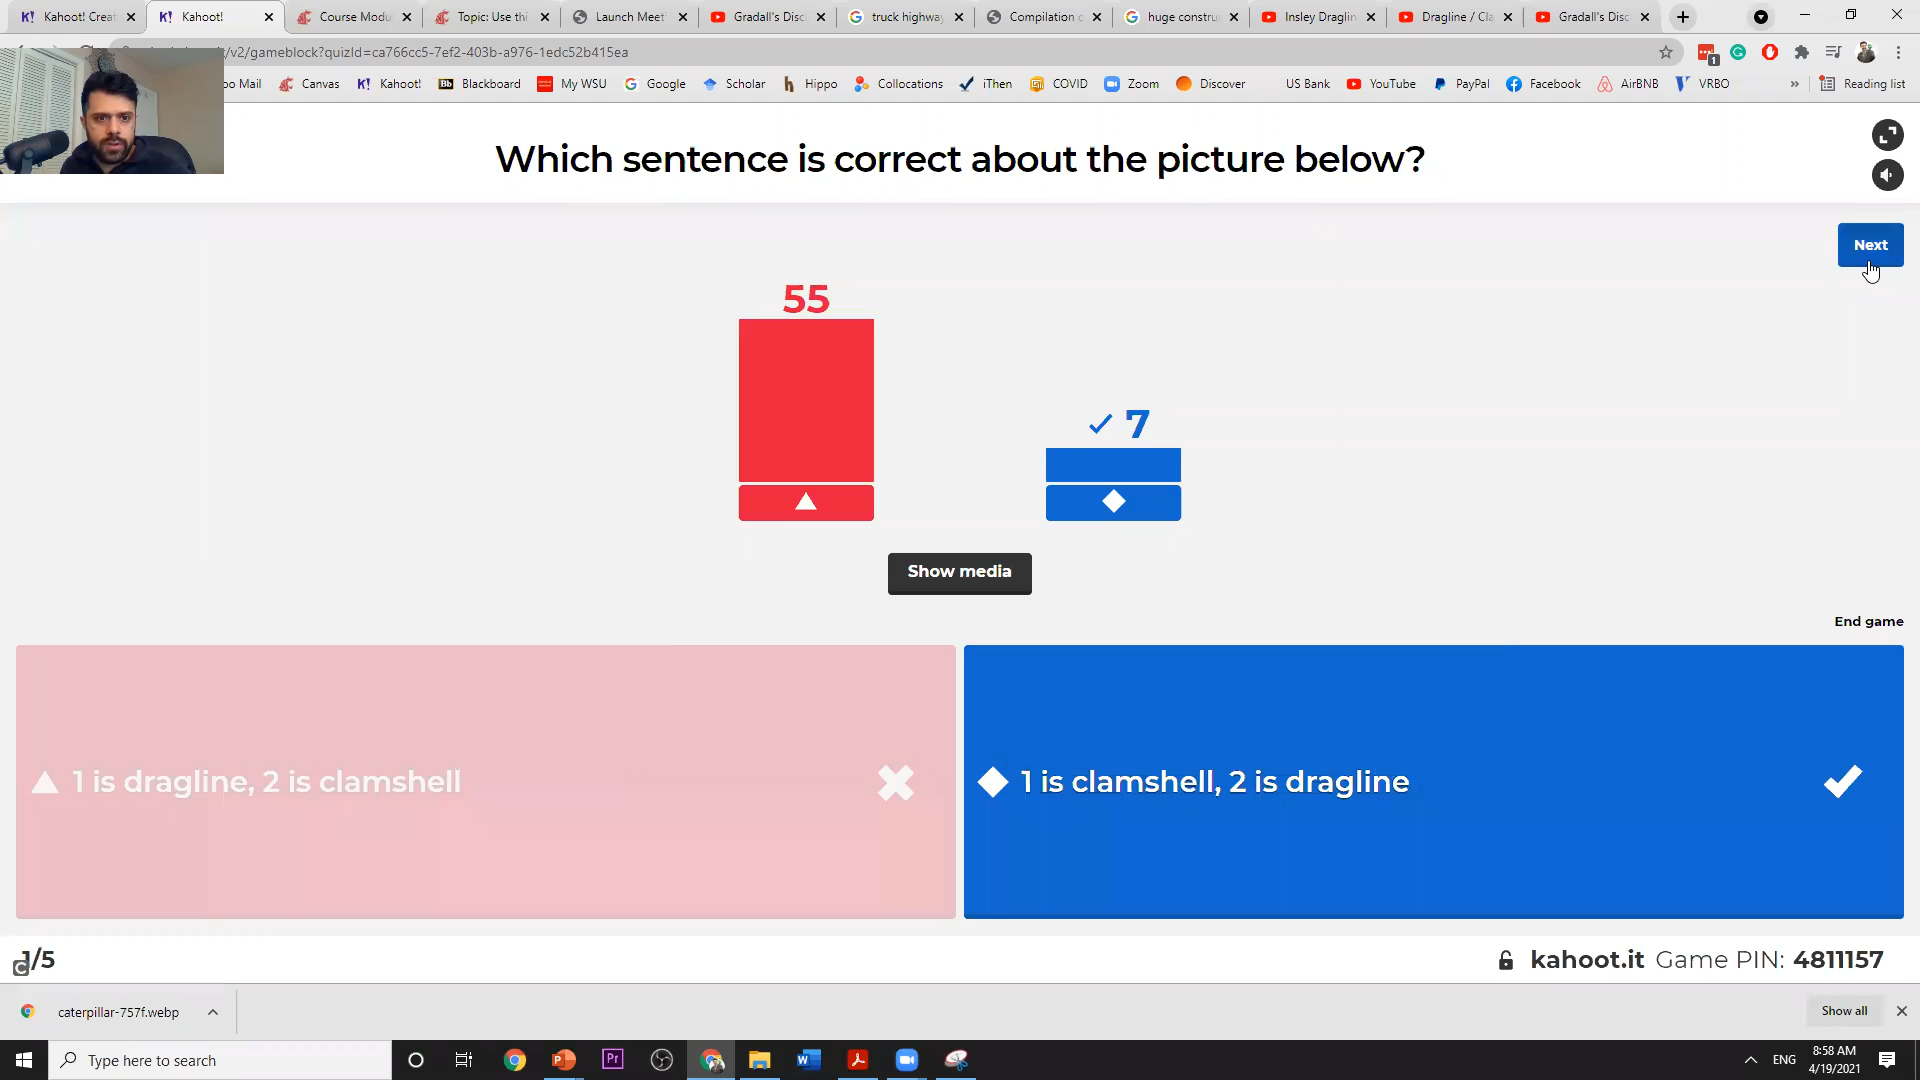 Kahoot! Creat
Kahoot!
Course Modu
Topic: Use thi
Launch Meet
Gradall's Disc
truck highway
Compilation c
huge constru
Insley Draglin
Dragline / Cla
Gradall's Disc
/v2/gameblock?quizId=ca766cc5-7ef2-403b-a976-1edc52b415ea
1
oo Mail
Canvas
Kahoot!
Bb Blackboard
My WSU
Google
Scholar
Hippo
Collocations
iThen
COVID
Zoom
Discover
US Bank
YouTube
PayPal
Facebook
AirBNB
VRBO
»
Reading list
Which sentence is correct about the picture below?
Next
55
7
Show media
End game
1 is dragline, 2 is clamshell
1 is clamshell, 2 is dragline
1/5
kahoot.it Game PIN: 4811157
caterpillar-757f.webp
Show all
Type here to search
ENG
8:58 AM
4/19/2021